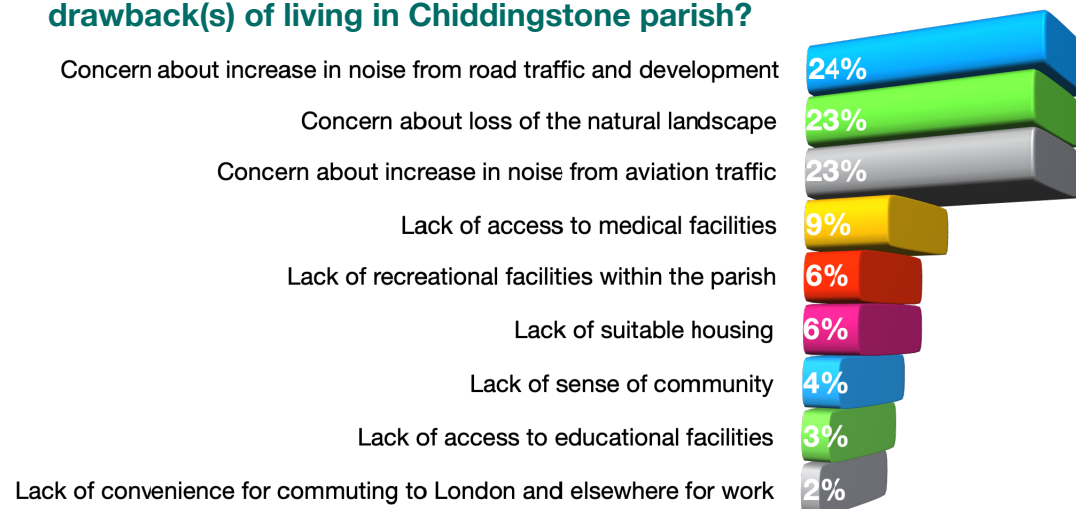 drawback(s) of living in Chiddingstone parish?
Concern about increase in noise from road traffic and development 24%
Concern about loss of the natural landscape 23%
Concern about increase in noise from aviation traffic 23%
Lack of access to medical facilities 9%
Lack of recreational facilities within the parish 6%
Lack of suitable housing 6%
Lack of sense of community 4%
Lack of access to educational facilities 3%
Lack of convenience for commuting to London and elsewhere for work 2%